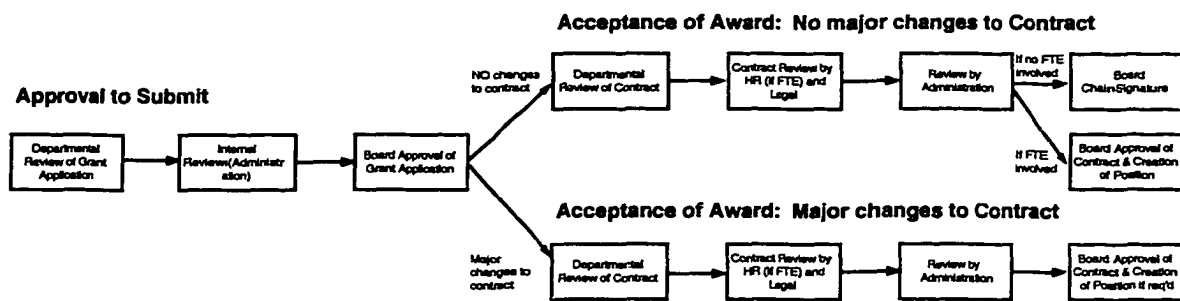 Acceptance of Award: No major changes to Contract
NO changes
to contract
Departmental
Review of Contract
Contract Review by
HR (if FTE) and
Legal
Review by
Administration
If no FTE
involved
Board
Chain-Signature
If FTE
involved
Board Approval of
Contract & Creation
of Position
Approval to Submit
Departmental
Review of Grant
Application
Internal
Review(Administr
ation)
Board Approval of
Grant Application
Acceptance of Award: Major changes to Contract
Major
changes to
contract
Departmental
Review of Contract
Contract Review by
HR (if FTE) and
Legal
Review by
Administration
Board Approval of
Contract & Creation
of Position if req'd